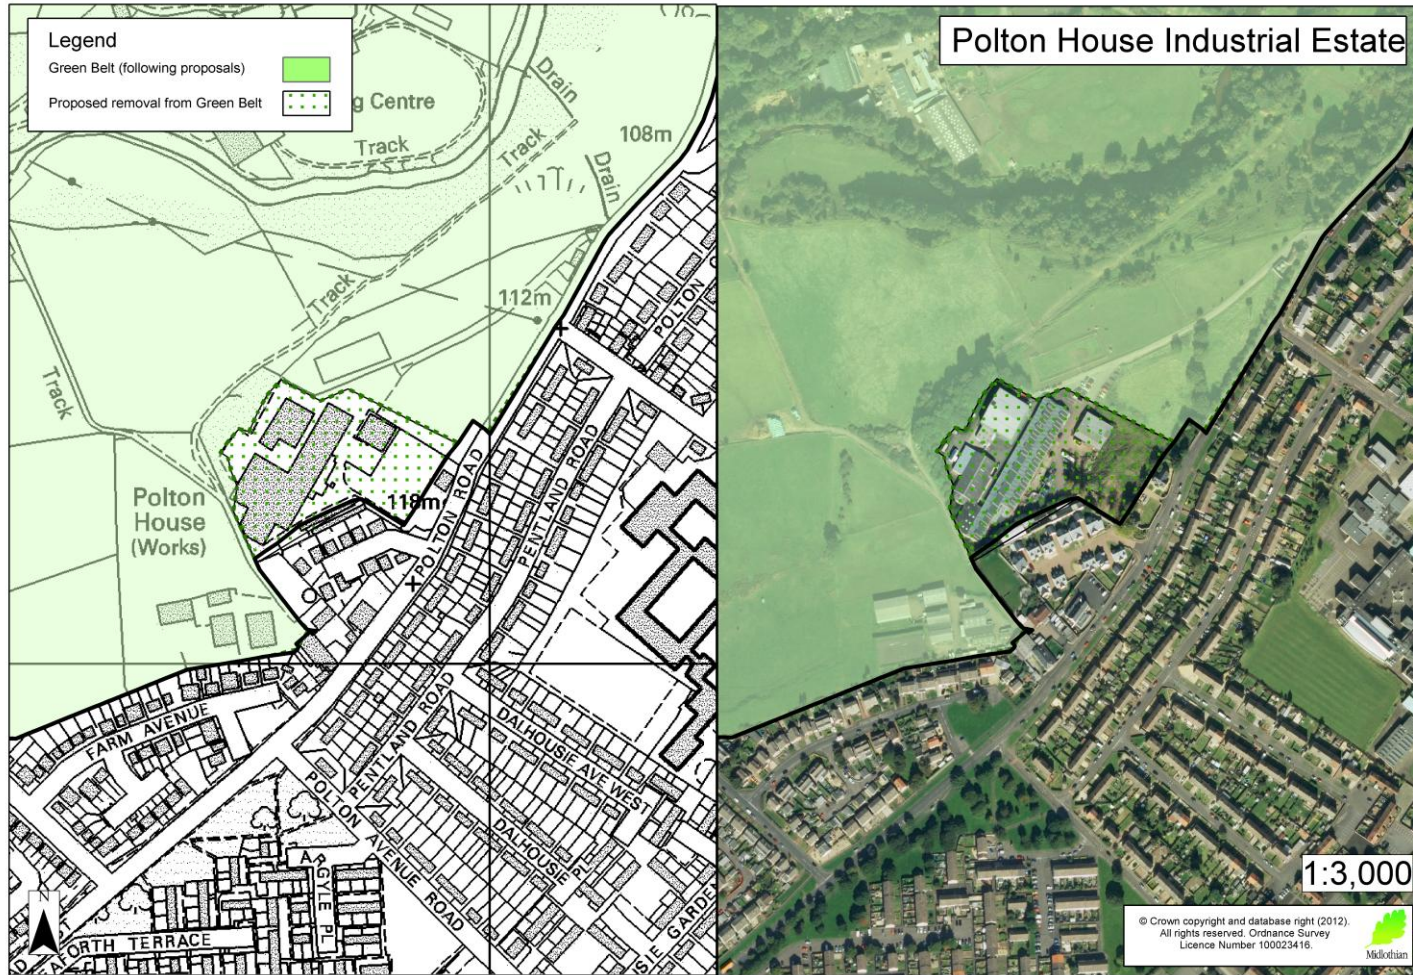 Legend
Green Belt (following proposals)
Proposed removal from Green Belt
Polton House Industrial Estate
g Centre
Drain
Track
Track
108m
Drain
Track
112m
POLTON
Track
POLTON ROAD
PENTLAND ROAD
118m
Polton
House
(Works)
FARM AVENUE
PENTLAND ROAD
DALHOUSIE AVE WEST
POLTON AVENUE ROAD
DALHOUSIE
PL
ARGYLE PL
GARDEN
AFORTH TERRACE
N
1:3,000
© Crown copyright and database right (2012).
All rights reserved. Ordnance Survey
Licence Number 100023416.
Midlothian